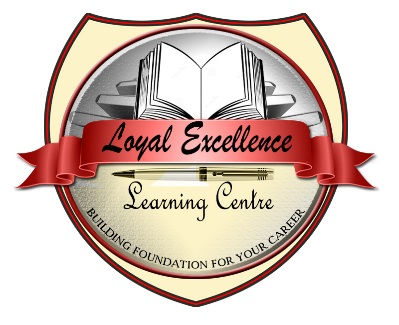 Loyal Excellence
Learning Centre
BUILDING FOUNDATION FOR YOUR CAREER